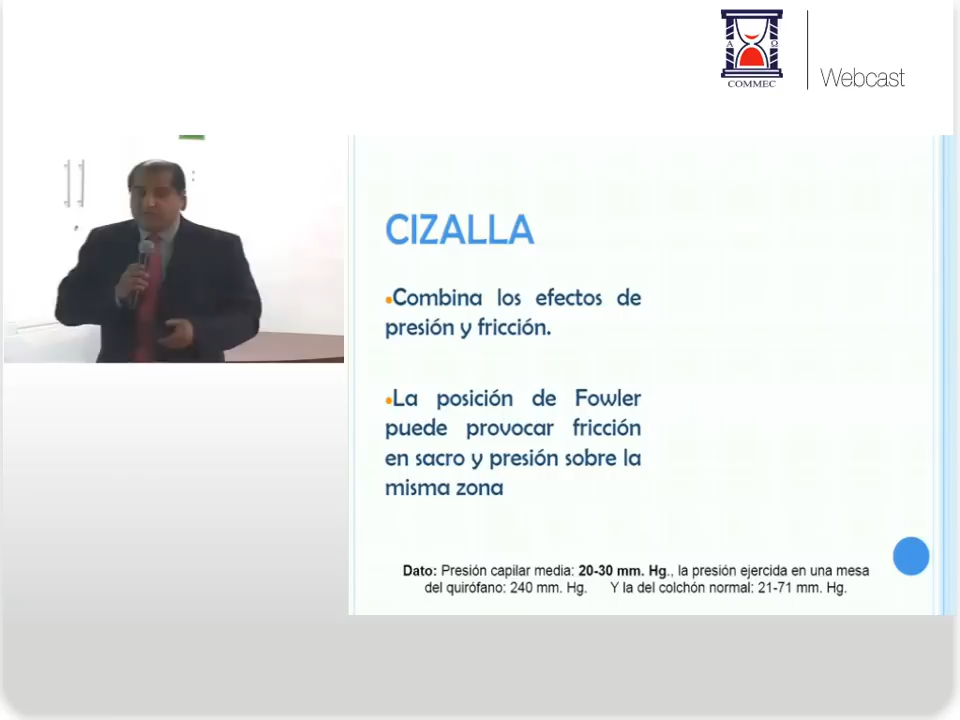 A Ω
COMMEC
Webcast
CIZALLA
•Combina los efectos de
presión y fricción.
•La posición de Fowler
puede provocar fricción
en sacro y presión sobre la
misma zona
Dato: Presión capilar media: 20-30 mm. Hg., la presión ejercida en una mesa
del quirófano: 240 mm. Hg. Y la del colchón normal: 21-71 mm. Hg.